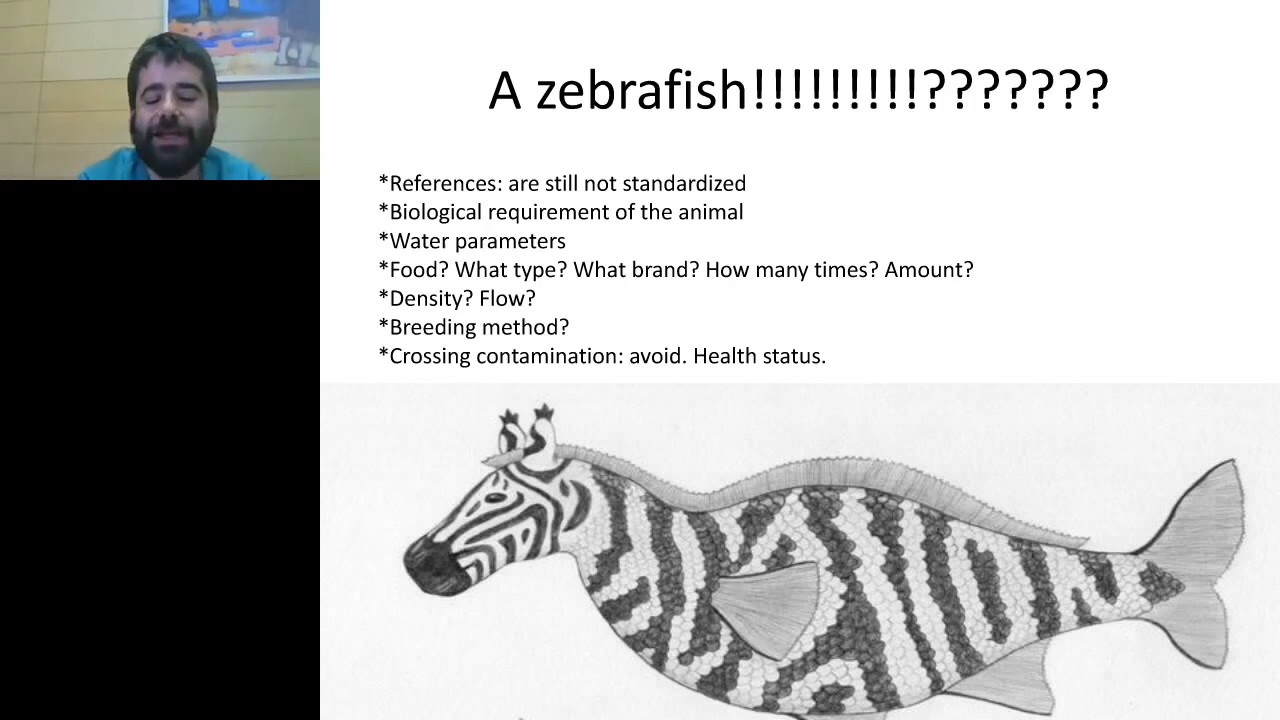 A zebrafish!!!!!!!!!???????
*References: are still not standardized
*Biological requirement of the animal
*Water parameters
*Food? What type? What brand? How many times? Amount?
*Density? Flow?
*Breeding method?
*Crossing contamination: avoid. Health status.